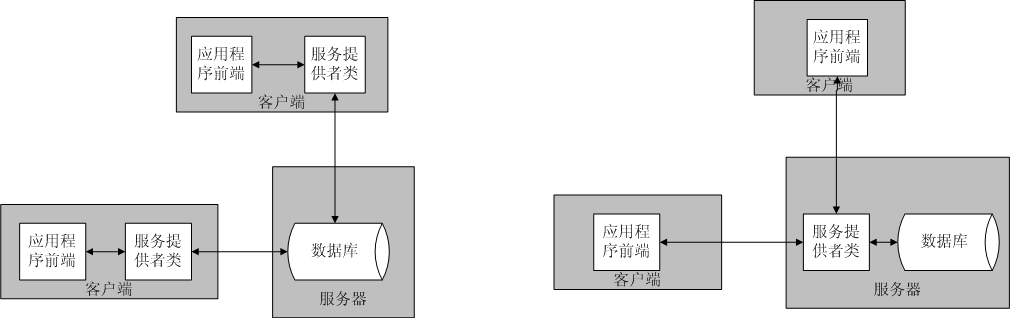 应用程
序前端
服务提
供者类
客户端
应用程
序前端
服务提
供者类
客户端
数据库
服务器
应用程
序前端
客户端
应用程
序前端
客户端
服务提
供者类
数据库
服务器